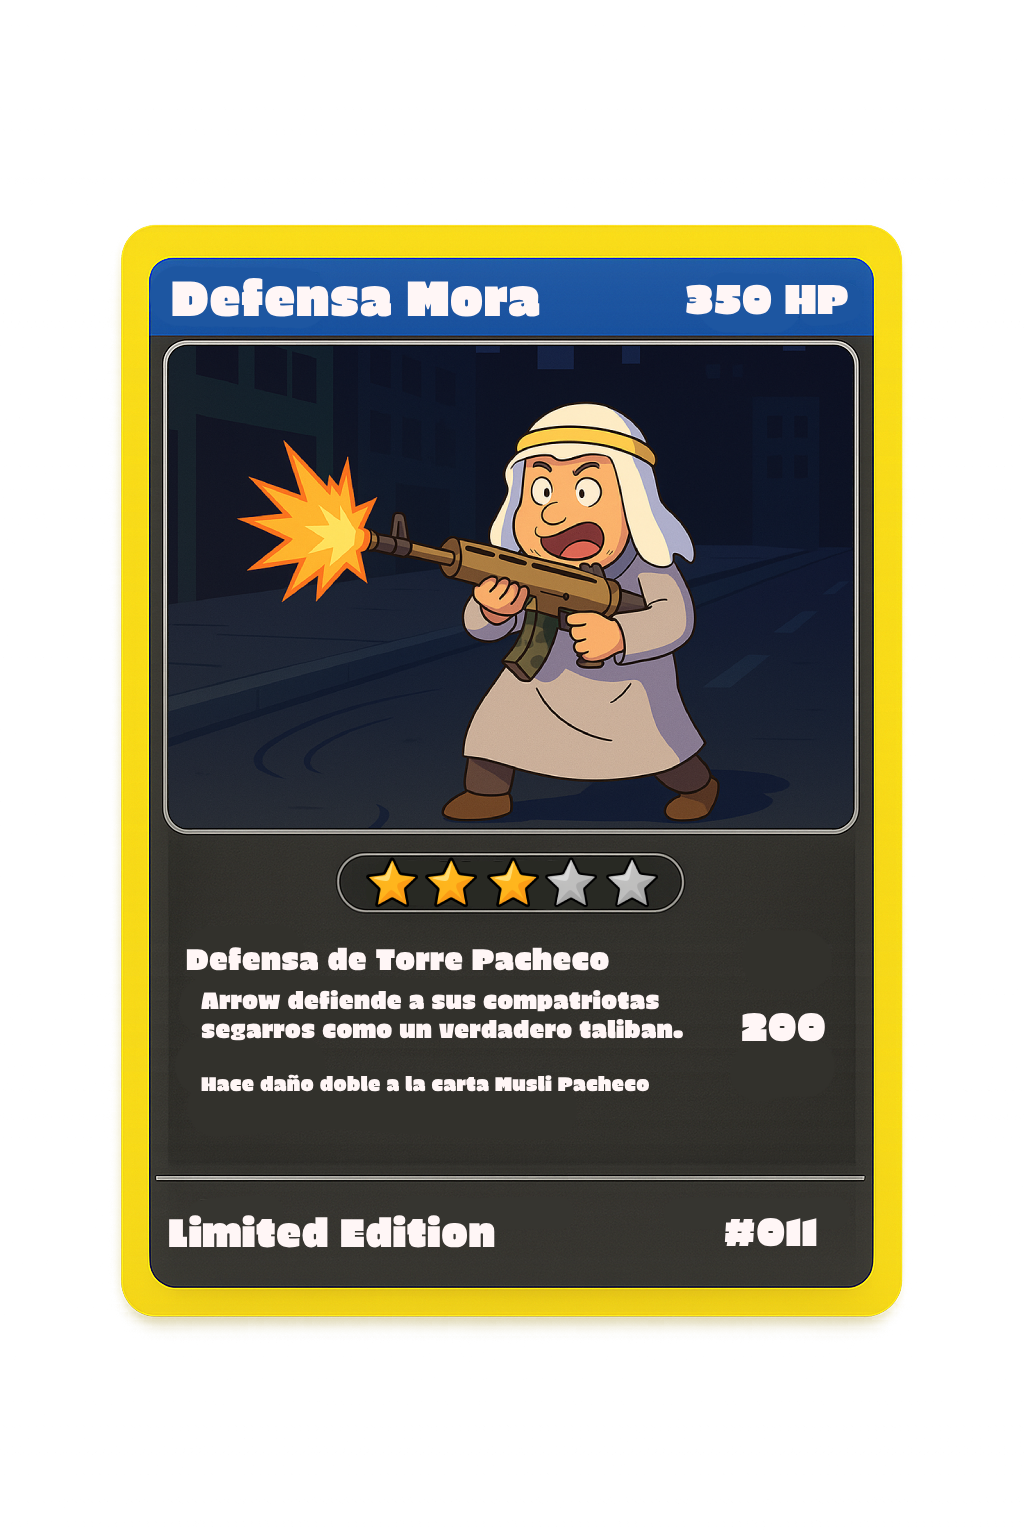 Defensa Mora
350 HP
Defensa de Torre Pacheco
Arrow defiende a sus compatriotas
segarros como un verdadero taliban.
200
Hace daño doble a la carta Musli Pacheco
Limited Edition
#011